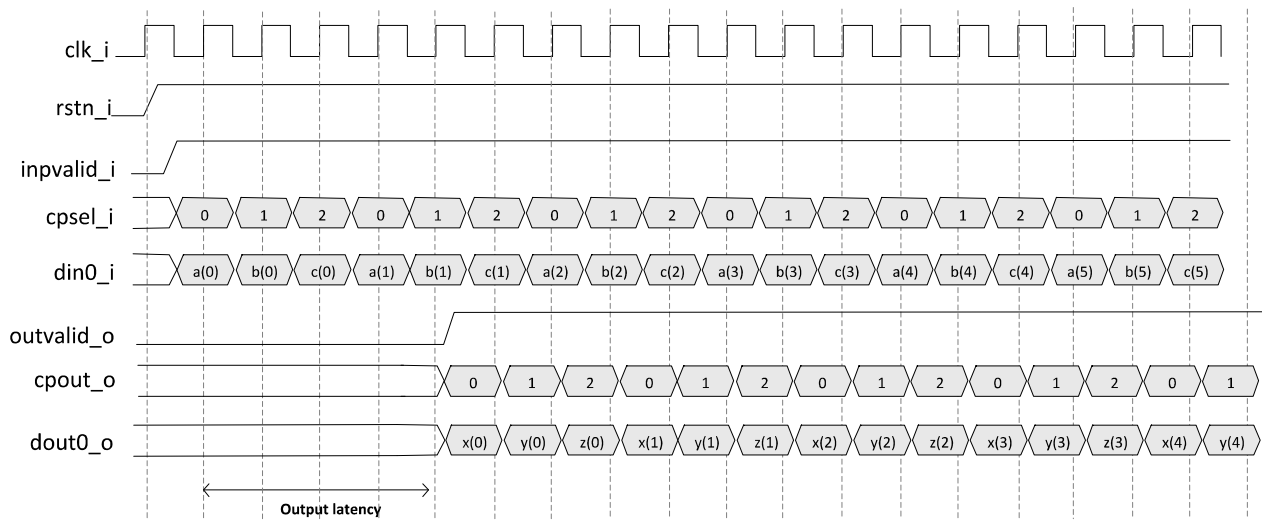 clk_i
rstn_i
inpvalid_i
cpsel_i 0 1 2 0 1 2 0 1 2 0 1 2 0 1 2 0 1 2
din0_i a(0) b(0) c(0) a(1) b(1) c(1) a(2) b(2) c(2) a(3) b(3) c(3) a(4) b(4) c(4) a(5) b(5) c(5)
outvalid_o
cpout_o 0 1 2 0 1 2 0 1 2 0 1 2 0 1
dout0_o x(0) y(0) z(0) x(1) y(1) z(1) x(2) y(2) z(2) x(3) y(3) z(3) x(4) y(4)
Output latency